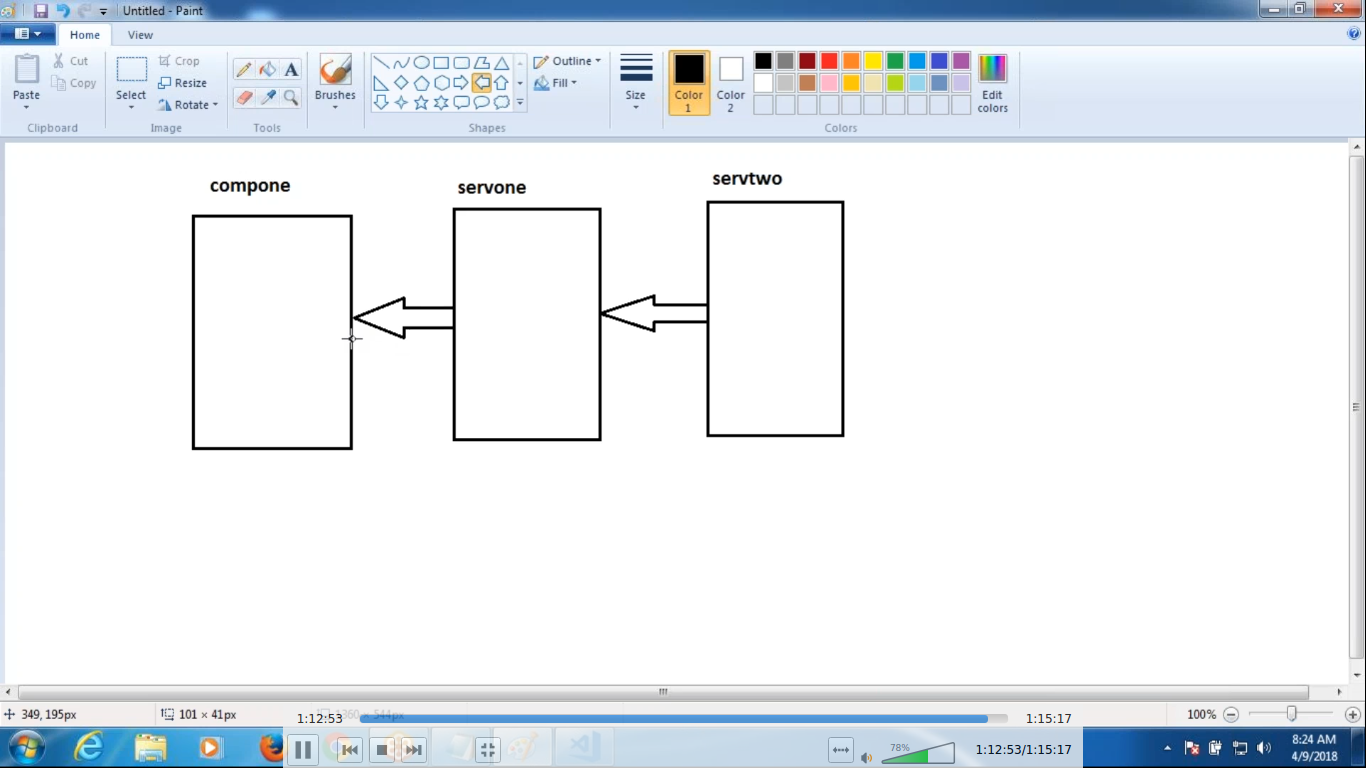 Untitled - Paint
Home
View
Paste
Cut
Copy
Clipboard
Select
Crop
Resize
Rotate
Image
A
Tools
Brushes
Outline
Fill
Shapes
Size
Color 1
Color 2
Edit colors
Colors
compone
servone
servtwo
349, 195px
101 × 41px
1360 × 544px
100%
1:12:53
1:15:17
78%
1:12:53/1:15:17
8:24 AM
4/9/2018